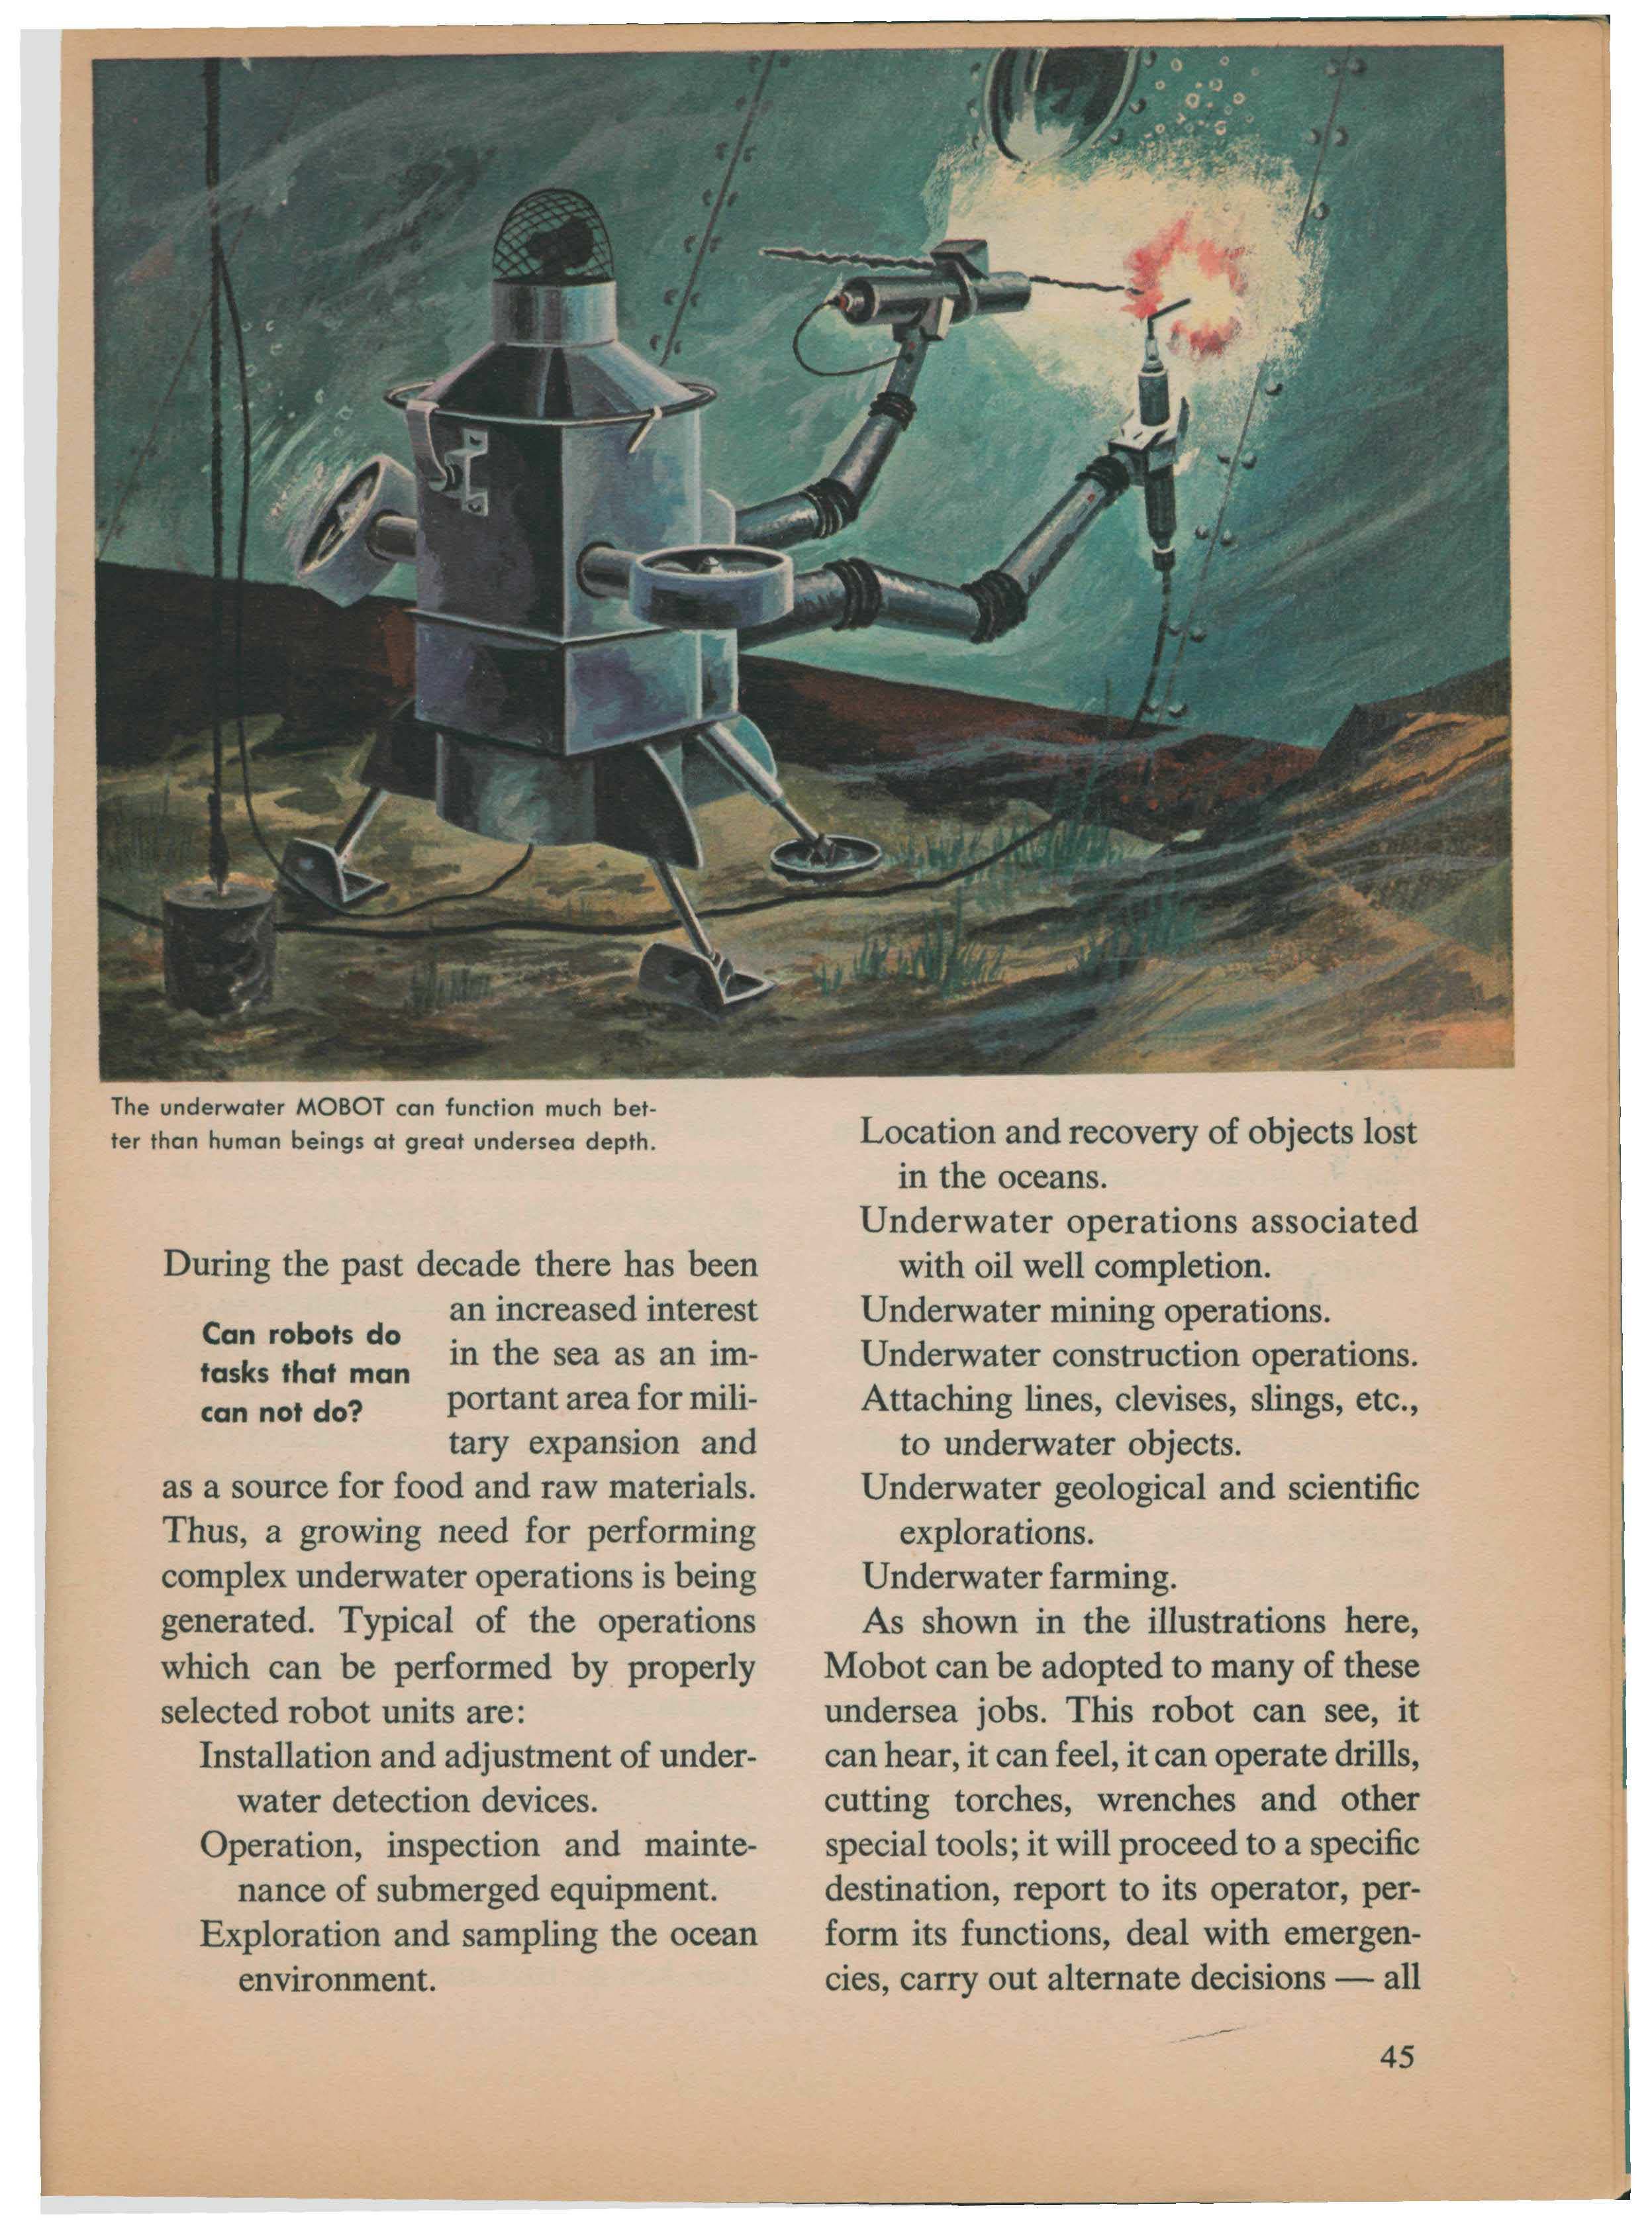 The underwater MOBOT can function much bet-
ter than human beings at great undersea depth.
During the past decade there has been
Can robots do
tasks that man
can not do?
an increased interest
in the sea as an im-
portant area for mili-
tary expansion and
as a source for food and raw materials.
Thus, a growing need for performing
complex underwater operations is being
generated. Typical of the operations
which can be performed by properly
selected robot units are:
Installation and adjustment of under-
water detection devices.
Operation, inspection and mainte-
nance of submerged equipment.
Exploration and sampling the ocean
environment.
Location and recovery of objects lost
in the oceans.
Underwater operations associated
with oil well completion.
Underwater mining operations.
Underwater construction operations.
Attaching lines, clevises, slings, etc.,
to underwater objects.
Underwater geological and scientific
explorations.
Underwater farming.
As shown in the illustrations here,
Mobot can be adopted to many of these
undersea jobs. This robot can see, it
can hear, it can feel, it can operate drills,
cutting torches, wrenches and other
special tools; it will proceed to a specific
destination, report to its operator, per-
form its functions, deal with emergen-
cies, carry out alternate decisions — all
45